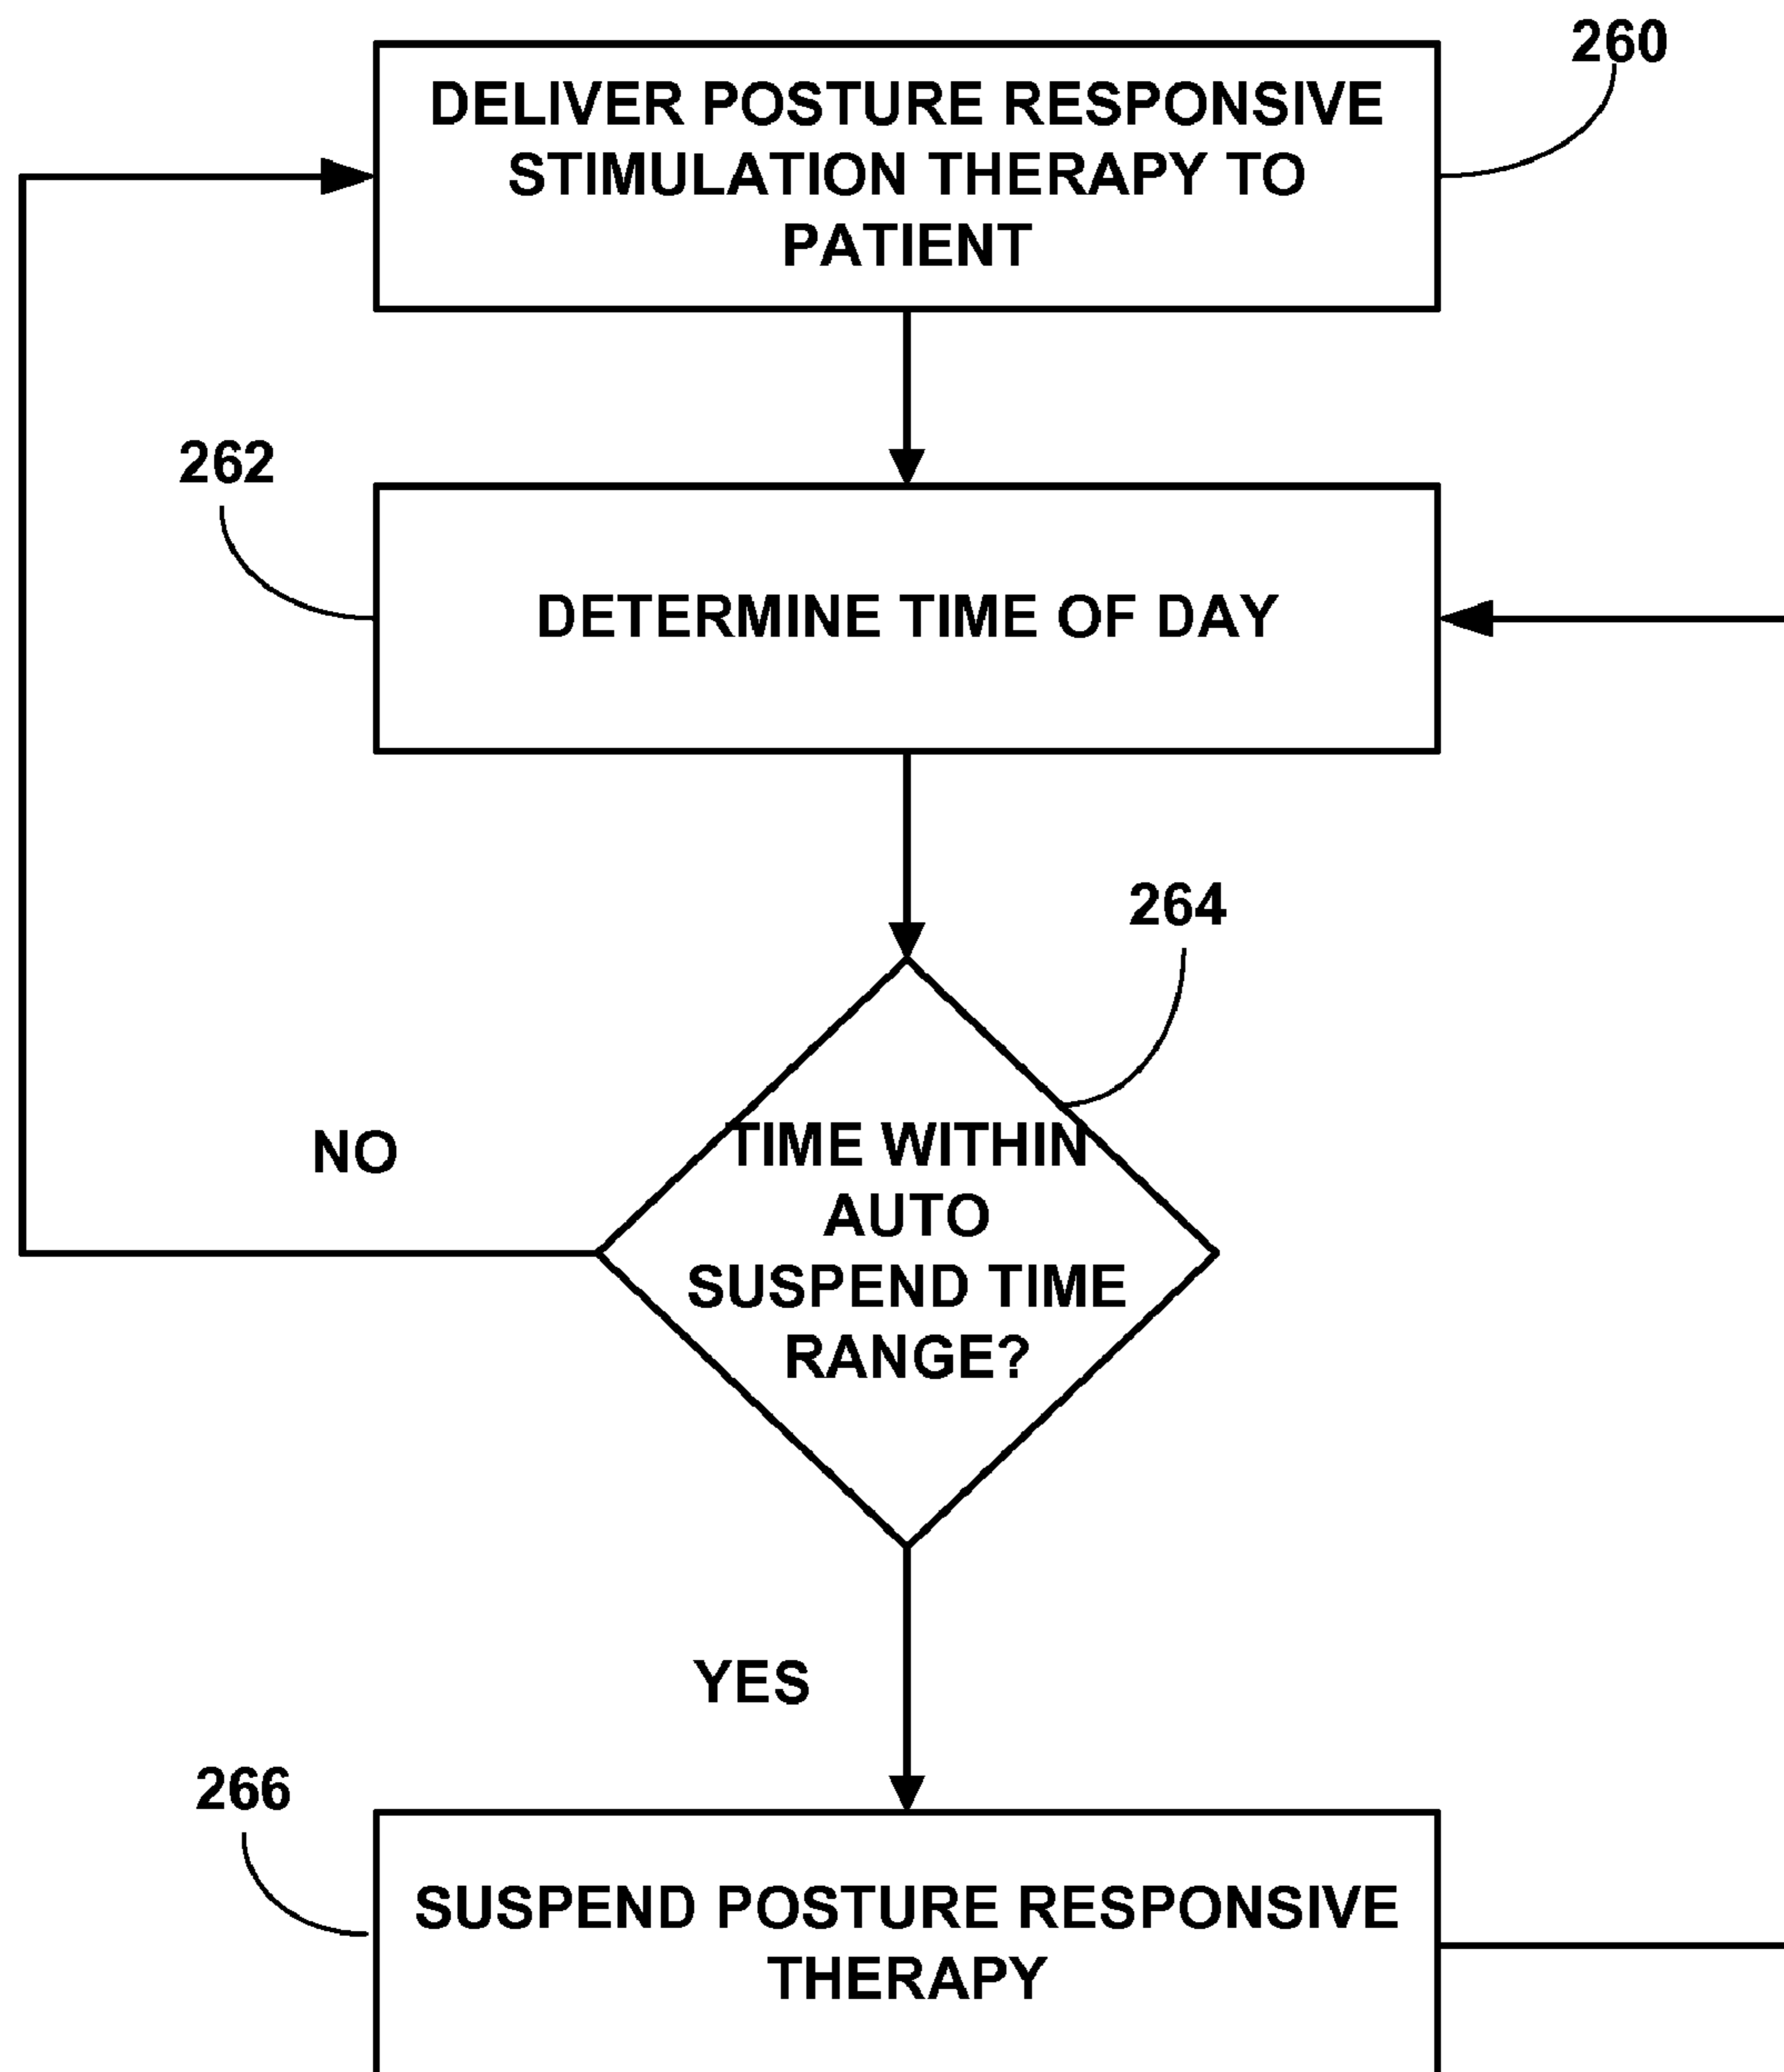 260
DELIVER POSTURE RESPONSIVE
STIMULATION THERAPY TO
PATIENT
262
DETERMINE TIME OF DAY
264
TIME WITHIN
AUTO
SUSPEND TIME
RANGE?
NO
YES
266
SUSPEND POSTURE RESPONSIVE
THERAPY